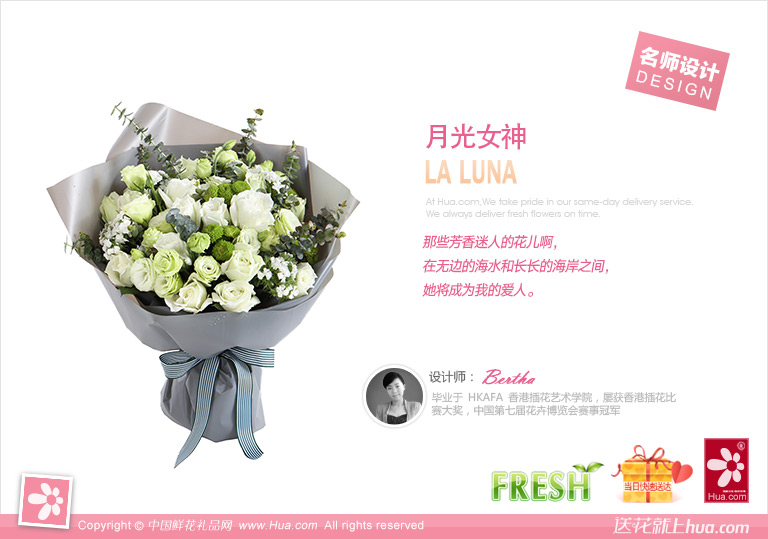 名师设计
DESIGN
月光女神
LA LUNA
At Hua.com,We take pride in our same-day delivery service.
We always deliver fresh flowers on time.
那些芳香迷人的花儿啊，
在无边的海水和长长的海岸之间，
她将成为我的爱人。
设计师： Bertha
毕业于 HKAFA 香港插花艺术学院，屡获香港插花比
赛大奖，中国第七届花卉博览会赛事冠军
FRESH
当日快速送达
Hua.com
Copyright © 中国鲜花礼品网 www.Hua.com All rights reserved
送花就上hua.com